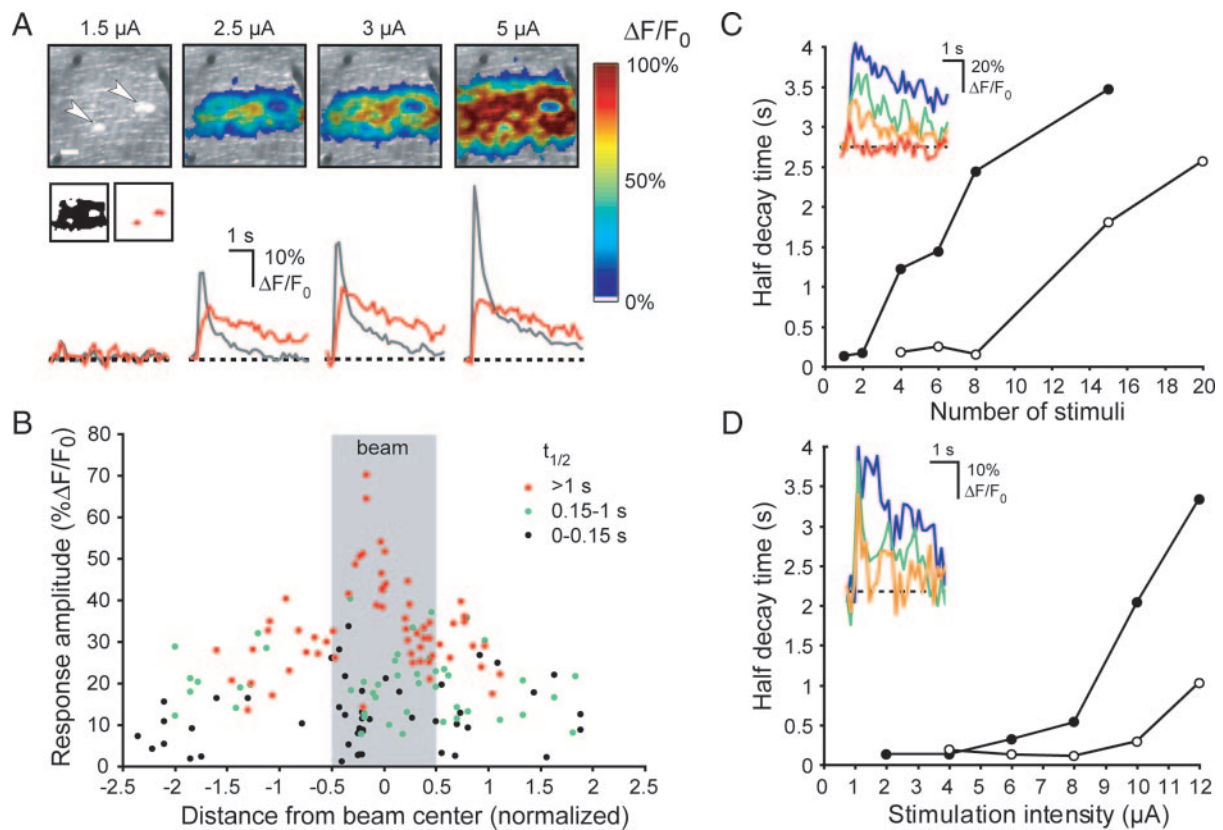 A
1.5 µA
2.5 µA
3 µA
5 µA
ΔF/F0
100%
50%
0%
1 s
10%
ΔF/F0
B
Response amplitude (%ΔF/F0)
80
70
60
50
40
30
20
10
0
beam
t1/2
>1 s
0.15-1 s
0-0.15 s
-2.5
-2
-1.5
-1
-0.5
0
0.5
1
1.5
2
2.5
Distance from beam center (normalized)
C
Half decay time (s)
4
3.5
3
2.5
2
1.5
1
0.5
0
1 s
20%
ΔF/F0
0
2
4
6
8
10
12
14
16
18
20
Number of stimuli
D
Half decay time (s)
4
3.5
3
2.5
2
1.5
1
0.5
0
1 s
10%
ΔF/F0
0
1
2
3
4
5
6
7
8
9
10
11
12
Stimulation intensity (µA)